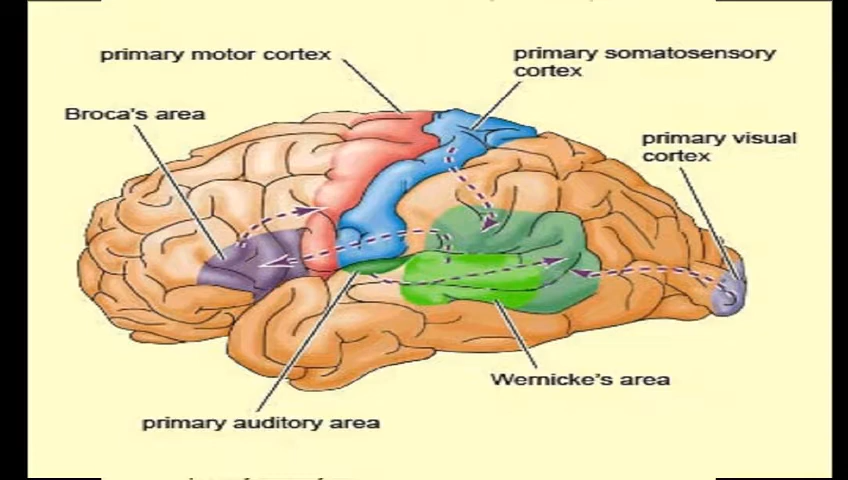 primary motor cortex
primary somatosensory
cortex
Broca's area
primary visual
cortex
Wernicke's area
primary auditory area